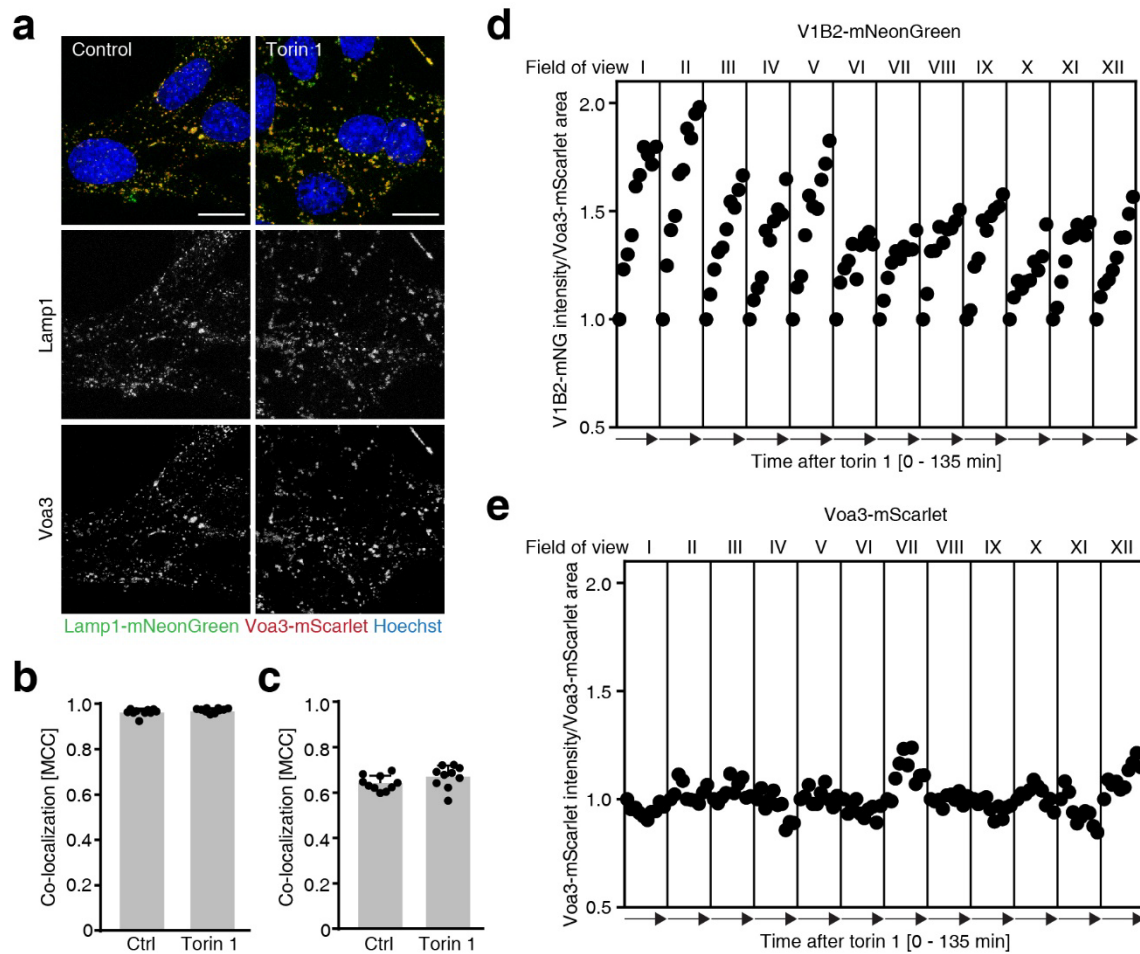 a
Control
Torin 1
Lamp1
Voa3
Lamp1-mNeonGreen Voa3-mScarlet Hoechst
b
Co-localization [MCC]
1.0
0.8
0.6
0.4
0.2
0
Ctrl
Torin 1
c
Co-localization [MCC]
1.0
0.8
0.6
0.4
0.2
0
Ctrl
Torin 1
d
V1B2-mNeonGreen
Field of view I II III IV V VI VII VIII IX X XI XII
V1B2-mNG intensity/Voa3-mScarlet area
2.0
1.5
1.0
0.5
Time after torin 1 [0 - 135 min]
e
Voa3-mScarlet
Field of view I II III IV V VI VII VIII IX X XI XII
Voa3-mScarlet intensity/Voa3-mScarlet area
2.0
1.5
1.0
0.5
Time after torin 1 [0 - 135 min]